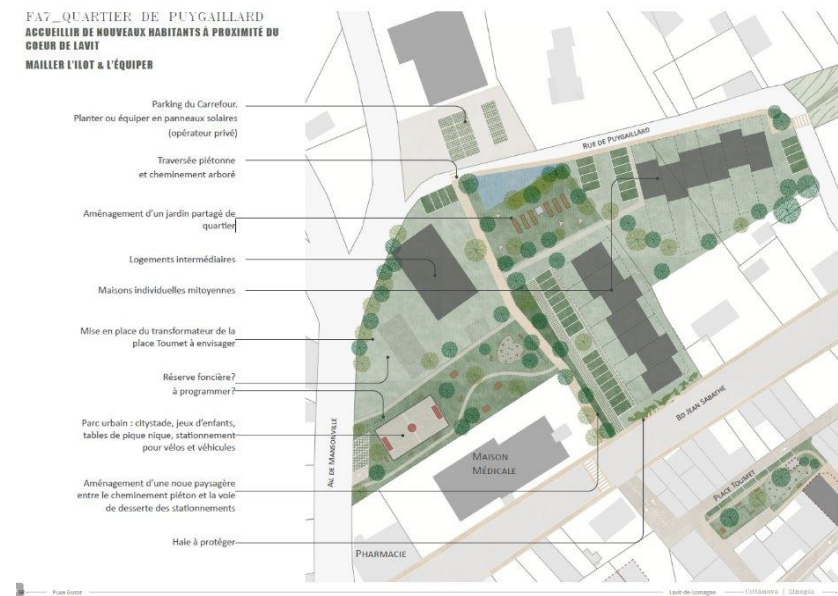 FA7_QUARTIER DE PUYGAILLARD
ACCUEILLIR DE NOUVEAUX HABITANTS À PROXIMITÉ DU
COEUR DE LAVIT
MAILLER L'ILOT & L'ÉQUIPER
Parking du Carrefour.
Planter ou équiper en panneaux solaires
(opérateur privé)
Traversée piétonne
et cheminement arboré
Aménagement d'un jardin partagé de
quartier
Logements intermédiaires
Maisons individuelles mitoyennes
Mise en place du transformateur de la
place Toumet à envisager
Réserve foncière?
à programmer?
Parc urbain : citystade, jeux d'enfants,
tables de pique nique, stationnement
pour vélos et véhicules
Aménagement d'une noue paysagère
entre le cheminement piéton et la voie
de desserte des stationnements
Haie à protéger
RUE DE PUYGAILLARD
AV. DE MANSONVILLE
BD JEAN SABATHE
MAISON
MÉDICALE
PLACE TOUMET
PHARMACIE
PLAN GUIDE
Lavit-de-Lomagne
Cittànova | Sinopia